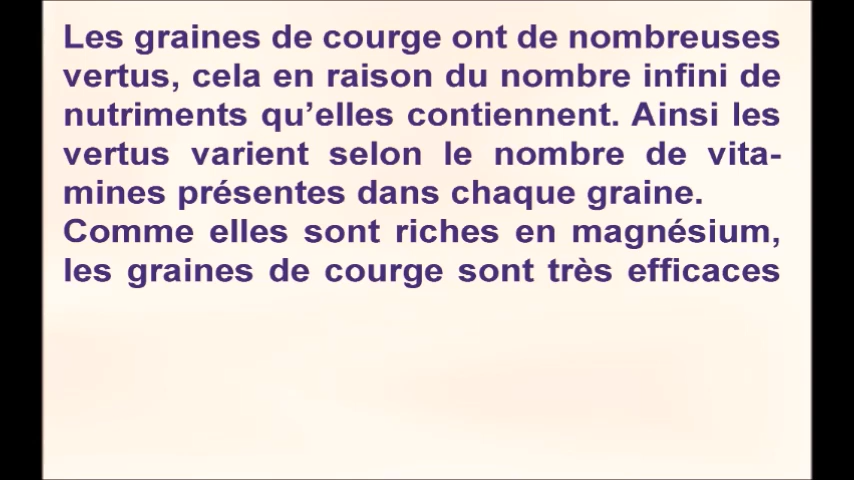 Les graines de courge ont de nombreuses
vertus, cela en raison du nombre infini de
nutriments qu’elles contiennent. Ainsi les
vertus varient selon le nombre de vita-
mines présentes dans chaque graine.
Comme elles sont riches en magnésium,
les graines de courge sont très efficaces